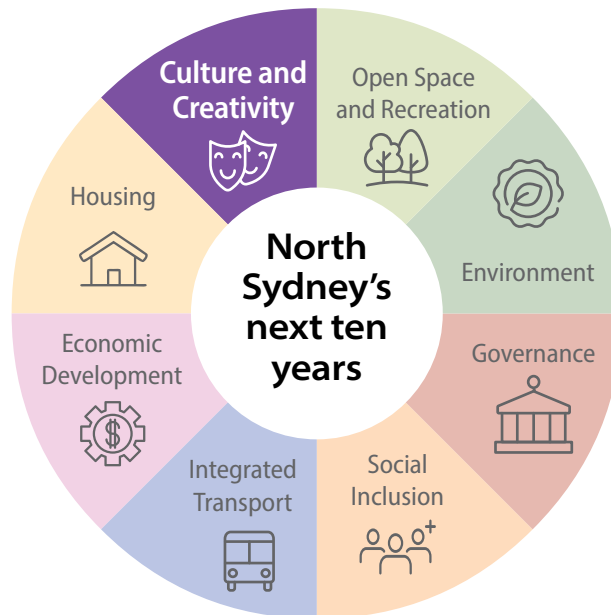 Culture and
Creativity
Open Space
and Recreation
Environment
Governance
Social
Inclusion
Integrated
Transport
Economic
Development
Housing
North
Sydney’s
next ten
years